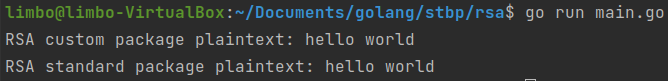 limbo@limbo-VirtualBox:~/Documents/golang/stbp/rsa$ go run main.go
RSA custom package plaintext: hello world
RSA standard package plaintext: hello world